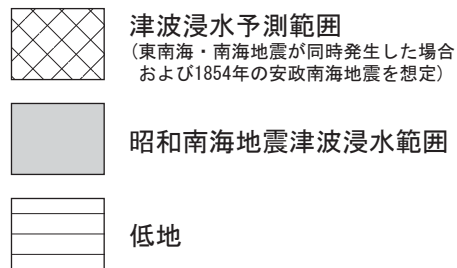 津波浸水予測範囲
(東南海・南海地震が同時発生した場合
および1854年の安政南海地震を想定)
昭和南海地震津波浸水範囲
低地